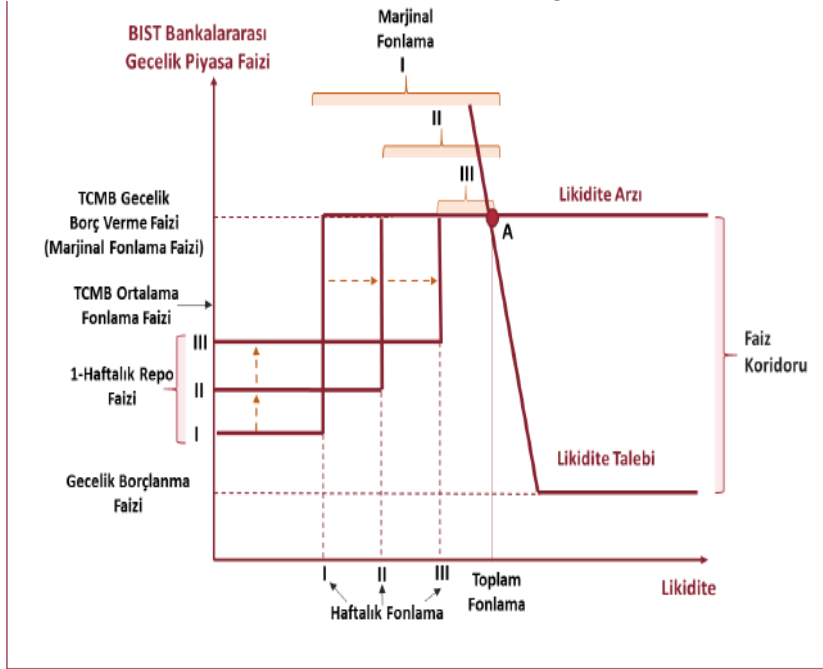 Marjinal
Fonlama
I
BIST Bankalararası
Gecelik Piyasa Faizi
II
III
TCMB Gecelik
Borç Verme Faizi
(Marjinal Fonlama Faizi)
Likidite Arzı
A
TCMB Ortalama
Fonlama Faizi
III
1-Haftalık Repo
Faizi
II
I
Faiz
Koridoru
Likidite Talebi
Gecelik Borçlanma
Faizi
I
II
III
Toplam
Fonlama
Likidite
Haftalık Fonlama